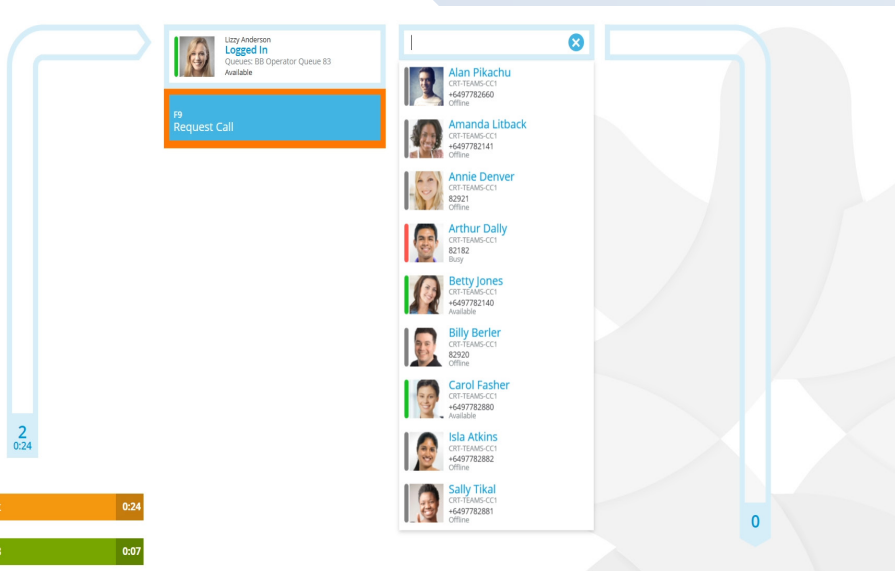 Lizzy Anderson
Logged In
Queues: BB Operator Queue 83
Available
F9
Request Call
Alan Pikachu
CRT-TEAMS-CC1
+6497782660
Offline
Amanda Litback
CRT-TEAMS-CC1
+6497782141
Offline
Annie Denver
CRT-TEAMS-CC1
82921
Offline
Arthur Dally
CRT-TEAMS-CC1
82182
Busy
Betty Jones
CRT-TEAMS-CC1
+6497782140
Available
Billy Berler
CRT-TEAMS-CC1
82920
Offline
Carol Fasher
CRT-TEAMS-CC1
+6497782880
Available
Isla Atkins
CRT-TEAMS-CC1
+6497782882
Offline
Sally Tikal
CRT-TEAMS-CC1
+6497782881
Offline
2
0:24
0:24
0:07
0